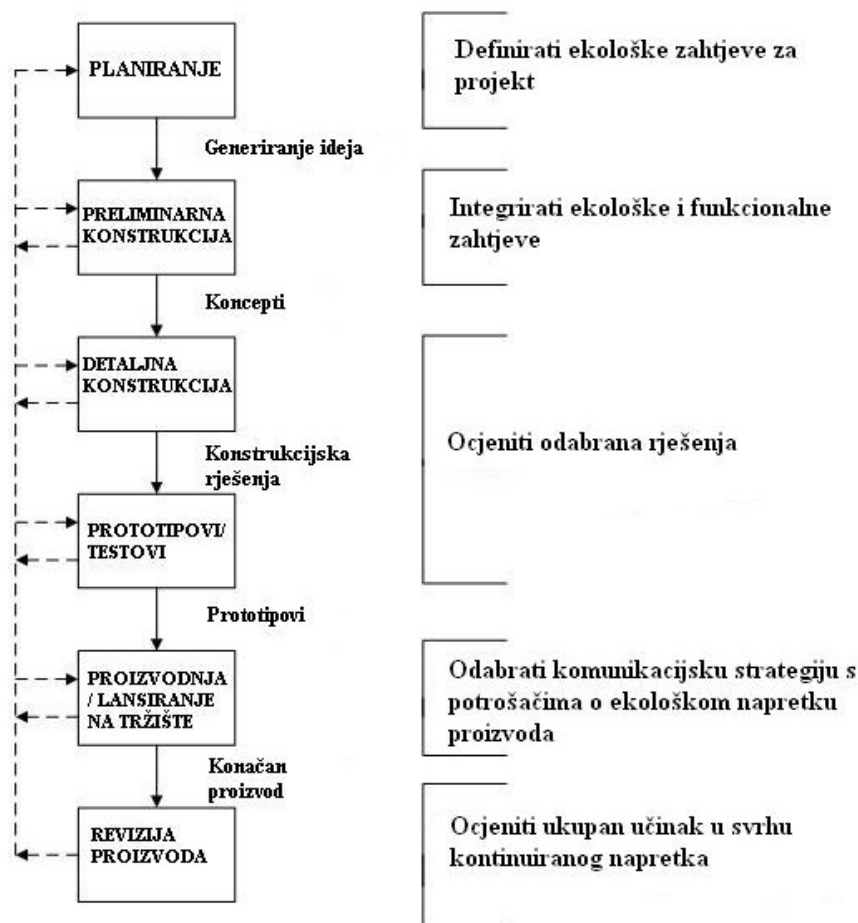 PLANIRANJE
Definirati ekološke zahtjeve za
projekt
Generiranje ideja
PRELIMINARNA
KONSTRUKCIJA
Integrirati ekološke i funkcionalne
zahtjeve
Koncepti
DETALJNA
KONSTRUKCIJA
Konstrukcijska
rješenja
Ocjeniti odabrana rješenja
PROTOTIPOVI/
TESTOVI
Prototipovi
PROIZVODNJA
/ LANSIRANJE
NA TRŽIŠTE
Odabrati komunikacijsku strategiju s
potrošačima o ekološkom napretku
proizvoda
Konačan
proizvod
REVIZIJA
PROIZVODA
Ocjeniti ukupan učinak u svrhu
kontinuiranog napretka